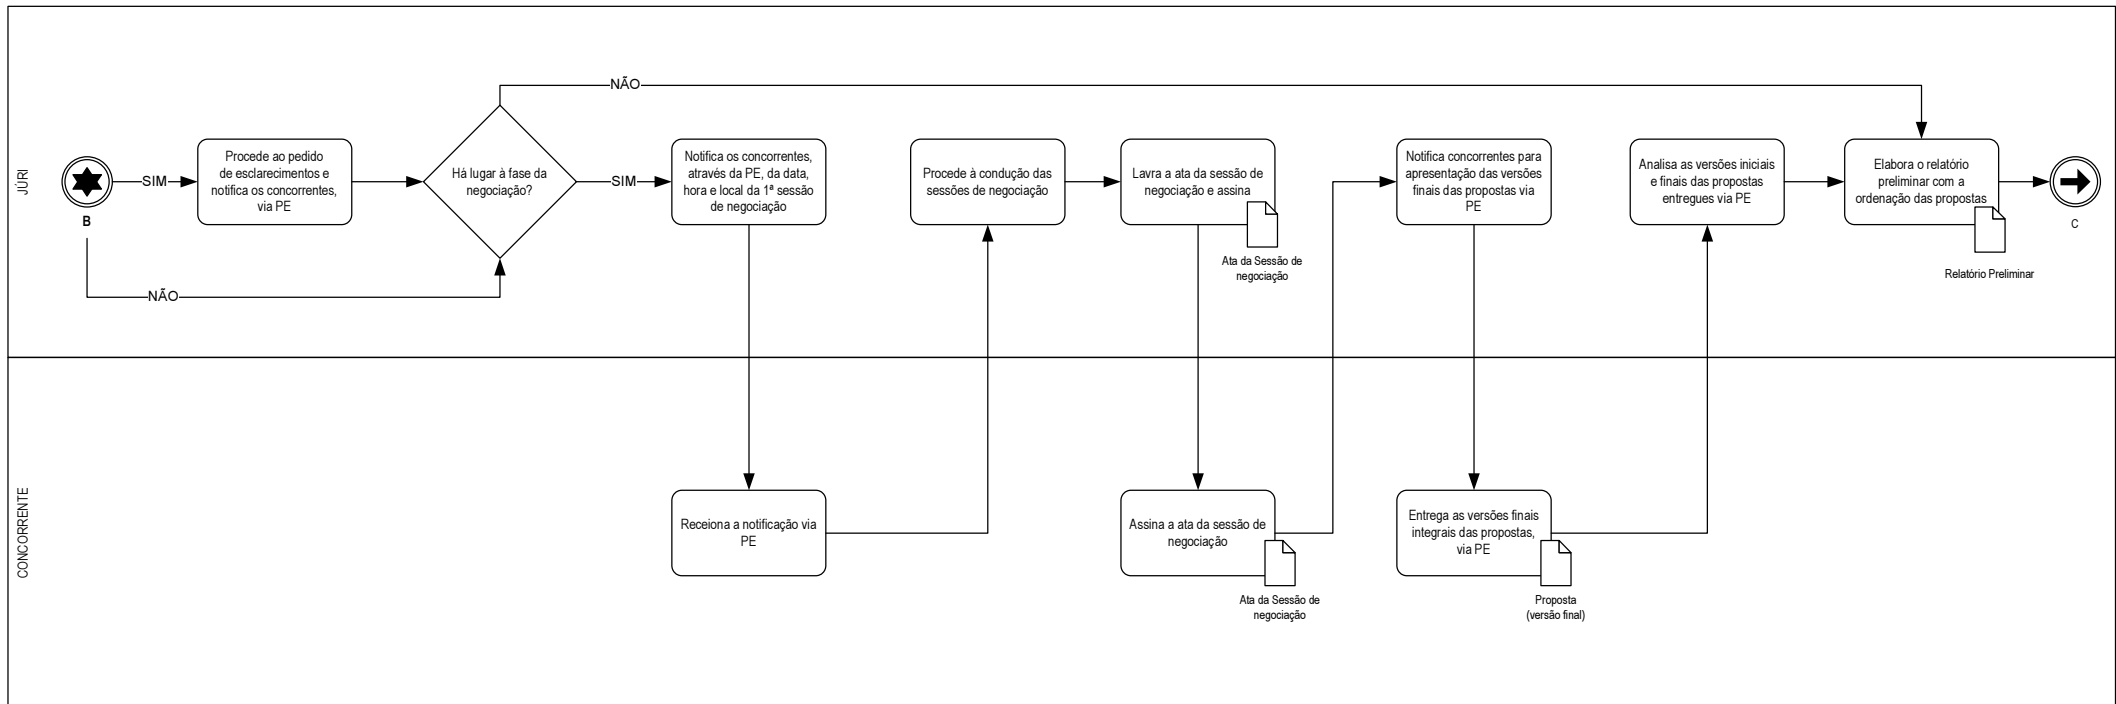 JÚRI
B
SIM
NÃO
Procede ao pedido
de esclarecimentos e
notifica os concorrentes,
via PE
Há lugar à fase da
negociação?
NÃO
SIM
Notifica os concorrentes,
através da PE, da data,
hora e local da 1ª sessão
de negociação
Procede à condução das
sessões de negociação
Lavra a ata da sessão de
negociação e assina
Ata da Sessão de
negociação
Notifica concorrentes para
apresentação das versões
finais das propostas via
PE
Analisa as versões iniciais
e finais das propostas
entregues via PE
Elabora o relatório
preliminar com a
ordenação das propostas
Relatório Preliminar
C
CONCORRENTE
Receiona a notificação via
PE
Assina a ata da sessão de
negociação
Ata da Sessão de
negociação
Entrega as versões finais
integrais das propostas,
via PE
Proposta
(versão final)